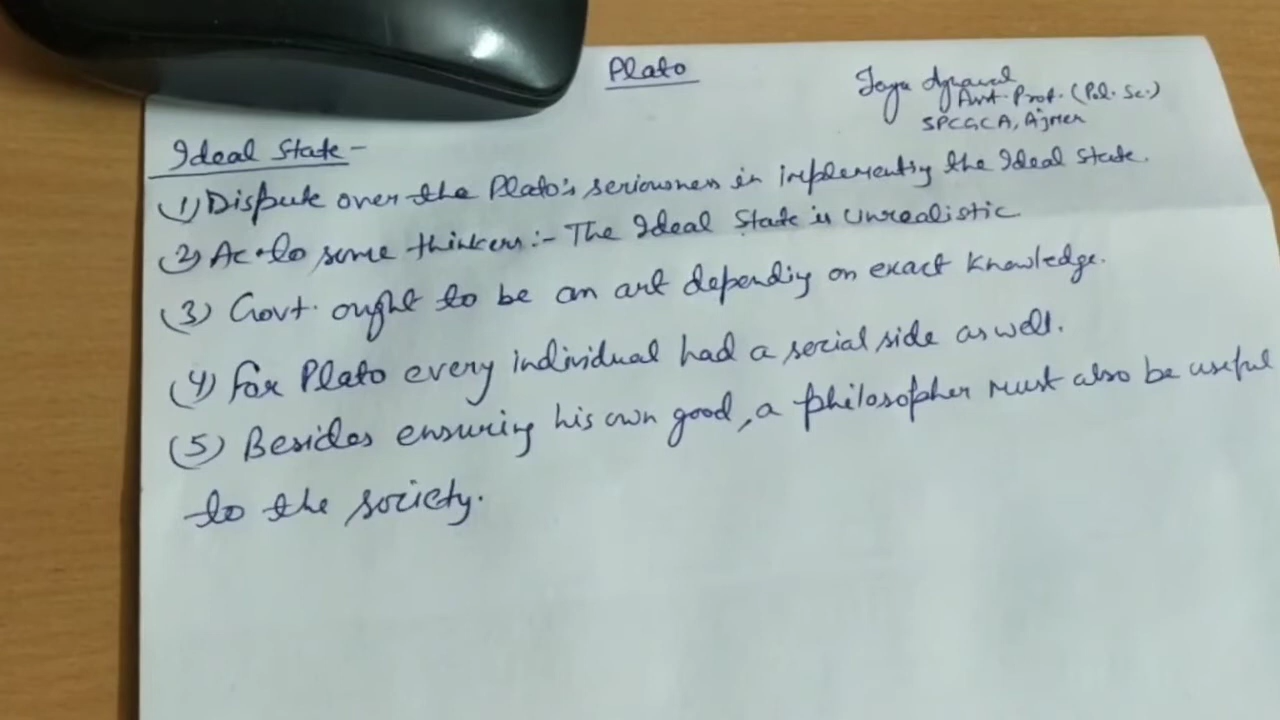 Plato
Jaya Agrawal
Asst. Prof. (Pol. Sc.)
SPCGCA, Ajmer
Ideal State -
(1) Dispute over the Plato's seriousness in implementing the Ideal State.
(2) Ac. to some thinkers :- The Ideal State is Unrealistic
(3) Govt. ought to be an art depending on exact Knowledge.
(4) For Plato every individual had a social side as well.
(5) Besides ensuring his own good, a philosopher must also be useful
to the society.